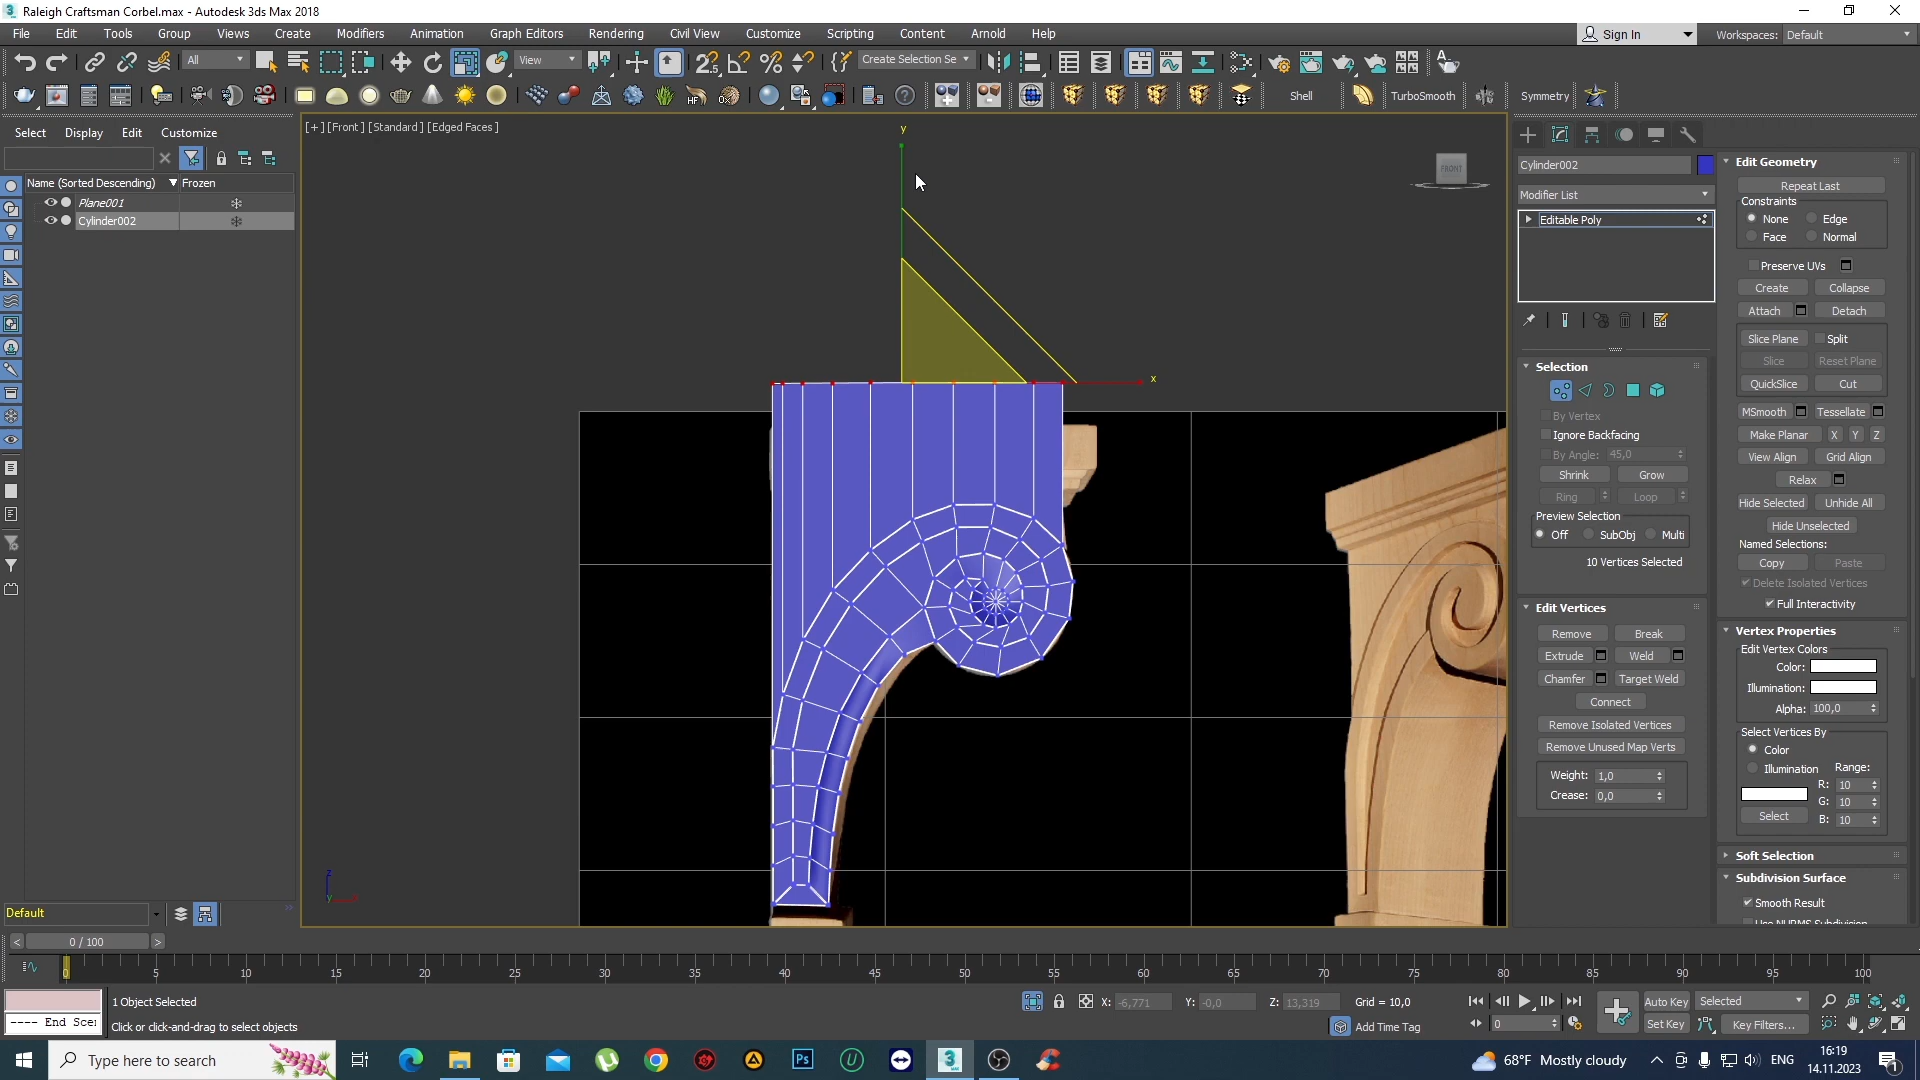 Raleigh Craftsman Corbel.max - Autodesk 3ds Max 2018
File Edit Tools Group Views Create Modifiers Animation Graph Editors Rendering Civil View Customize Scripting Content Arnold Help
Sign In
Workspaces: Default
All
View
Create Selection Se
Shell
TurboSmooth
Symmetry
Select Display Edit Customize
Name (Sorted Descending) Frozen
Plane001
Cylinder002
Default
[+] [Front] [Standard] [Edged Faces]
y
x
FRONT
z
y
Cylinder002
Modifier List
Editable Poly
Selection
By Vertex
Ignore Backfacing
By Angle: 45,0
Shrink Grow
Ring Loop
Preview Selection
Off SubObj Multi
10 Vertices Selected
Edit Vertices
Remove Break
Extrude Weld
Chamfer Target Weld
Connect
Remove Isolated Vertices
Remove Unused Map Verts
Weight: 1,0
Crease: 0,0
Edit Geometry
Repeat Last
Constraints
None Edge
Face Normal
Preserve UVs
Create Collapse
Attach Detach
Slice Plane Split
Slice Reset Plane
QuickSlice Cut
MSmooth Tessellate
Make Planar X Y Z
View Align Grid Align
Relax
Hide Selected Unhide All
Hide Unselected
Named Selections:
Copy Paste
Delete Isolated Vertices
Full Interactivity
Vertex Properties
Edit Vertex Colors
Color:
Illumination:
Alpha: 100,0
Select Vertices By
Color
Illumination Range:
R: 10
G: 10
Select B: 10
Soft Selection
Subdivision Surface
Smooth Result
0 / 100
0 5 10 15 20 25 30 35 40 45 50 55 60 65 70 75 80 85 90 95 100
---- End Sce
1 Object Selected
Click or click-and-drag to select objects
X: -6,771 Y: -0,0 Z: 13,319 Grid = 10,0
Add Time Tag
0
Auto Key Selected
Set Key Key Filters...
Type here to search
68°F Mostly cloudy
ENG
16:19
14.11.2023
1